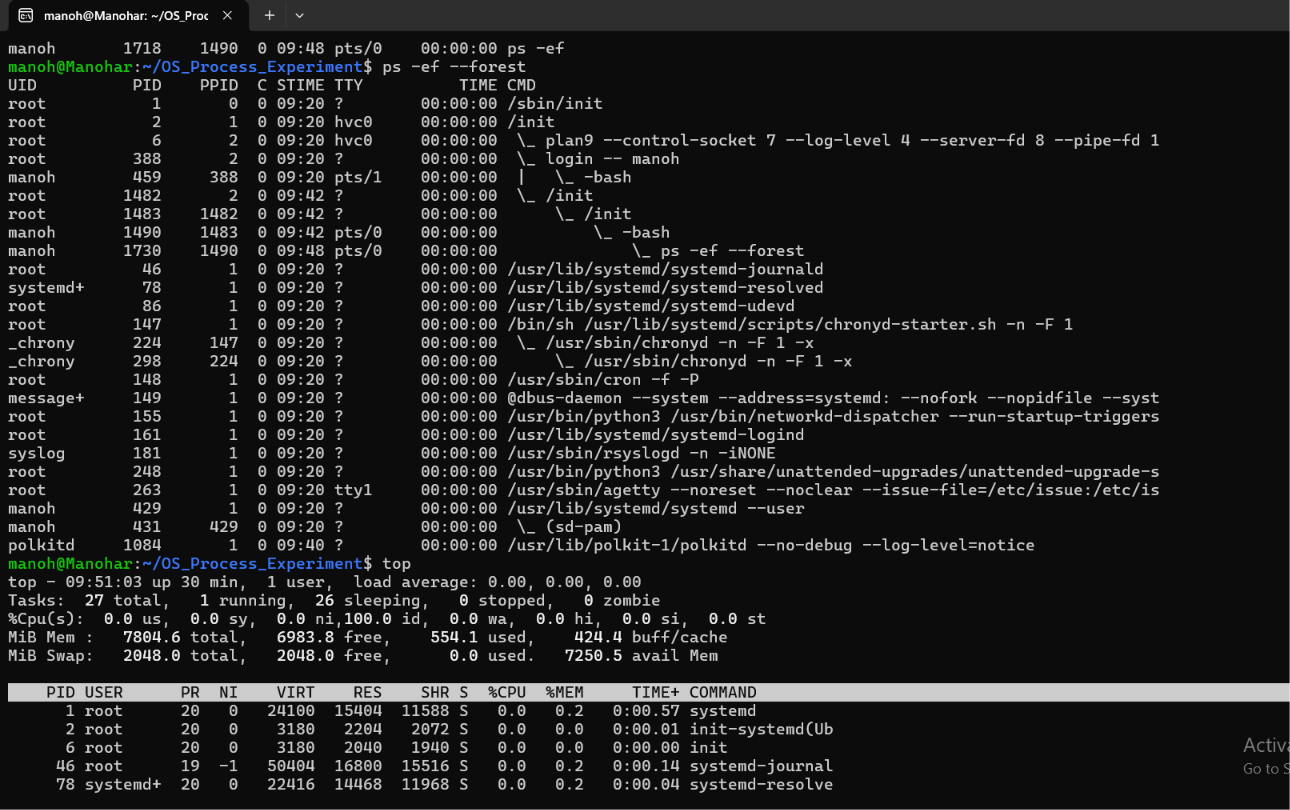 manoh@Manohar: ~/OS_Proc
manoh        1718    1490  0 09:48 pts/0    00:00:00 ps -ef
manoh@Manohar:~/OS_Process_Experiment$ ps -ef --forest
UID          PID    PPID  C STIME TTY          TIME CMD
root           1       0  0 09:20 ?        00:00:00 /sbin/init
root           2       1  0 09:20 hvc0     00:00:00 /init
root           6       2  0 09:20 hvc0     00:00:00  \_ plan9 --control-socket 7 --log-level 4 --server-fd 8 --pipe-fd 1
root         388       2  0 09:20 ?        00:00:00  \_ login -- manoh
manoh        459     388  0 09:20 pts/1    00:00:00  |   \_ -bash
root        1482       2  0 09:42 ?        00:00:00  \_ /init
root        1483    1482  0 09:42 ?        00:00:00      \_ /init
manoh       1490    1483  0 09:42 pts/0    00:00:00          \_ -bash
manoh       1730    1490  0 09:48 pts/0    00:00:00              \_ ps -ef --forest
root          46       1  0 09:20 ?        00:00:00 /usr/lib/systemd/systemd-journald
systemd+      78       1  0 09:20 ?        00:00:00 /usr/lib/systemd/systemd-resolved
root          86       1  0 09:20 ?        00:00:00 /usr/lib/systemd/systemd-udevd
root         147       1  0 09:20 ?        00:00:00 /bin/sh /usr/lib/systemd/scripts/chronyd-starter.sh -n -F 1
_chrony      224     147  0 09:20 ?        00:00:00  \_ /usr/sbin/chronyd -n -F 1 -x
_chrony      298     224  0 09:20 ?        00:00:00      \_ /usr/sbin/chronyd -n -F 1 -x
root         148       1  0 09:20 ?        00:00:00 /usr/sbin/cron -f -P
message+     149       1  0 09:20 ?        00:00:00 @dbus-daemon --system --address=systemd: --nofork --nopidfile --syst
root         155       1  0 09:20 ?        00:00:00 /usr/bin/python3 /usr/bin/networkd-dispatcher --run-startup-triggers
root         161       1  0 09:20 ?        00:00:00 /usr/lib/systemd/systemd-logind
syslog       181       1  0 09:20 ?        00:00:00 /usr/sbin/rsyslogd -n -iNONE
root         248       1  0 09:20 ?        00:00:00 /usr/bin/python3 /usr/share/unattended-upgrades/unattended-upgrade-s
root         263       1  0 09:20 tty1     00:00:00 /usr/sbin/agetty --noreset --noclear --issue-file=/etc/issue:/etc/is
manoh        429       1  0 09:20 ?        00:00:00 /usr/lib/systemd/systemd --user
manoh        431     429  0 09:20 ?        00:00:00  \_ (sd-pam)
polkitd     1084       1  0 09:40 ?        00:00:00 /usr/lib/polkit-1/polkitd --no-debug --log-level=notice
manoh@Manohar:~/OS_Process_Experiment$ top
top - 09:51:03 up 30 min,  1 user,  load average: 0.00, 0.00, 0.00
Tasks:  27 total,   1 running,  26 sleeping,   0 stopped,   0 zombie
%Cpu(s):  0.0 us,  0.0 sy,  0.0 ni,100.0 id,  0.0 wa,  0.0 hi,  0.0 si,  0.0 st
MiB Mem :   7804.6 total,   6983.8 free,    554.1 used,    424.4 buff/cache
MiB Swap:   2048.0 total,   2048.0 free,      0.0 used.   7250.5 avail Mem
PID USER      PR  NI    VIRT    RES    SHR S  %CPU  %MEM     TIME+ COMMAND
1 root      20   0   24100  15404  11588 S   0.0   0.2   0:00.57 systemd
2 root      20   0    3180   2204   2072 S   0.0   0.0   0:00.01 init-systemd(Ub
6 root      20   0    3180   2040   1940 S   0.0   0.0   0:00.00 init
46 root      19  -1   50404  16800  15516 S   0.0   0.2   0:00.14 systemd-journal
78 systemd+  20   0   22416  14468  11968 S   0.0   0.2   0:00.04 systemd-resolve
Activa
Go to S